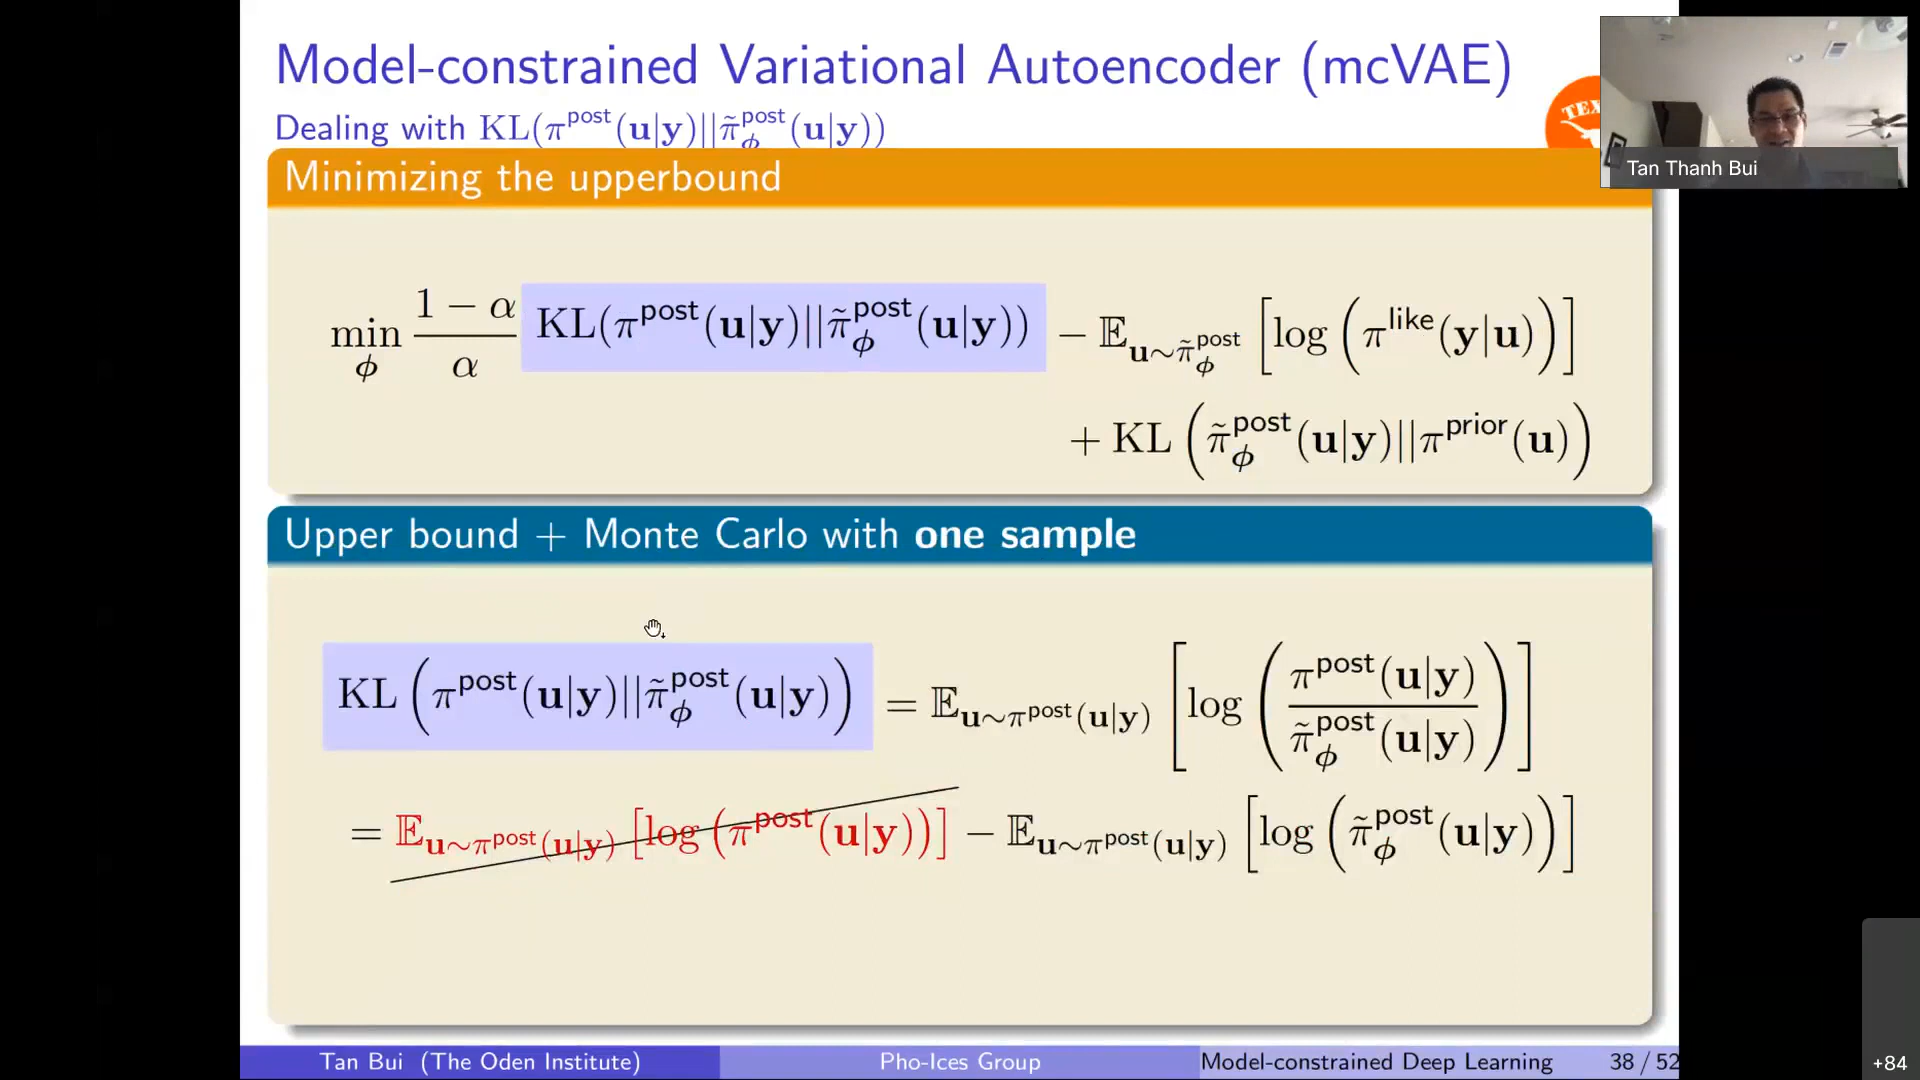 Model-constrained Variational Autoencoder (mcVAE)
Dealing with KL(π^post(u|y)||π̃_ϕ^post(u|y))
TEX
Tan Thanh Bui
Minimizing the upperbound
min_ϕ (1 − α)/α KL(π^post(u|y)||π̃_ϕ^post(u|y)) − 𝔼_{u∼π̃_ϕ^post} [log (π^like(y|u))]
+ KL (π̃_ϕ^post(u|y)||π^prior(u))
Upper bound + Monte Carlo with one sample
KL (π^post(u|y)||π̃_ϕ^post(u|y)) = 𝔼_{u∼π^post(u|y)} [log (π^post(u|y)/π̃_ϕ^post(u|y))]
= 𝔼_{u∼π^post(u|y)} [log (π^post(u|y))] − 𝔼_{u∼π^post(u|y)} [log (π̃_ϕ^post(u|y))]
Tan Bui (The Oden Institute) Pho-Ices Group Model-constrained Deep Learning 38 / 52
+84